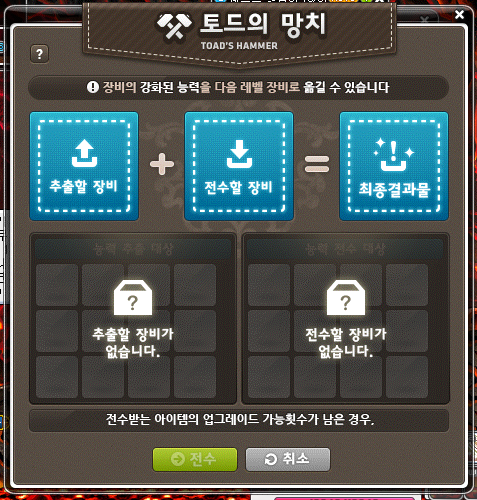 토드의 망치
TOAD'S HAMMER
?
! 장비의 강화된 능력을 다음 레벨 장비로 옮길 수 있습니다
추출할 장비
+
전수할 장비
=
최종결과물
능력 추출 대상
능력 전수 대상
?
추출할 장비가
없습니다.
?
전수할 장비가
없습니다.
전수받는 아이템의 업그레이드 가능횟수가 남은 경우,
전수
취소